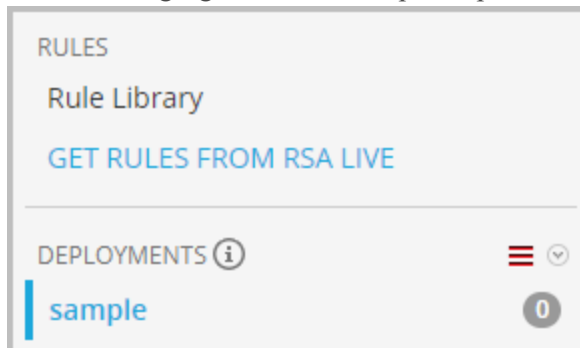 RULES
Rule Library
GET RULES FROM RSA LIVE
DEPLOYMENTS
sample 0